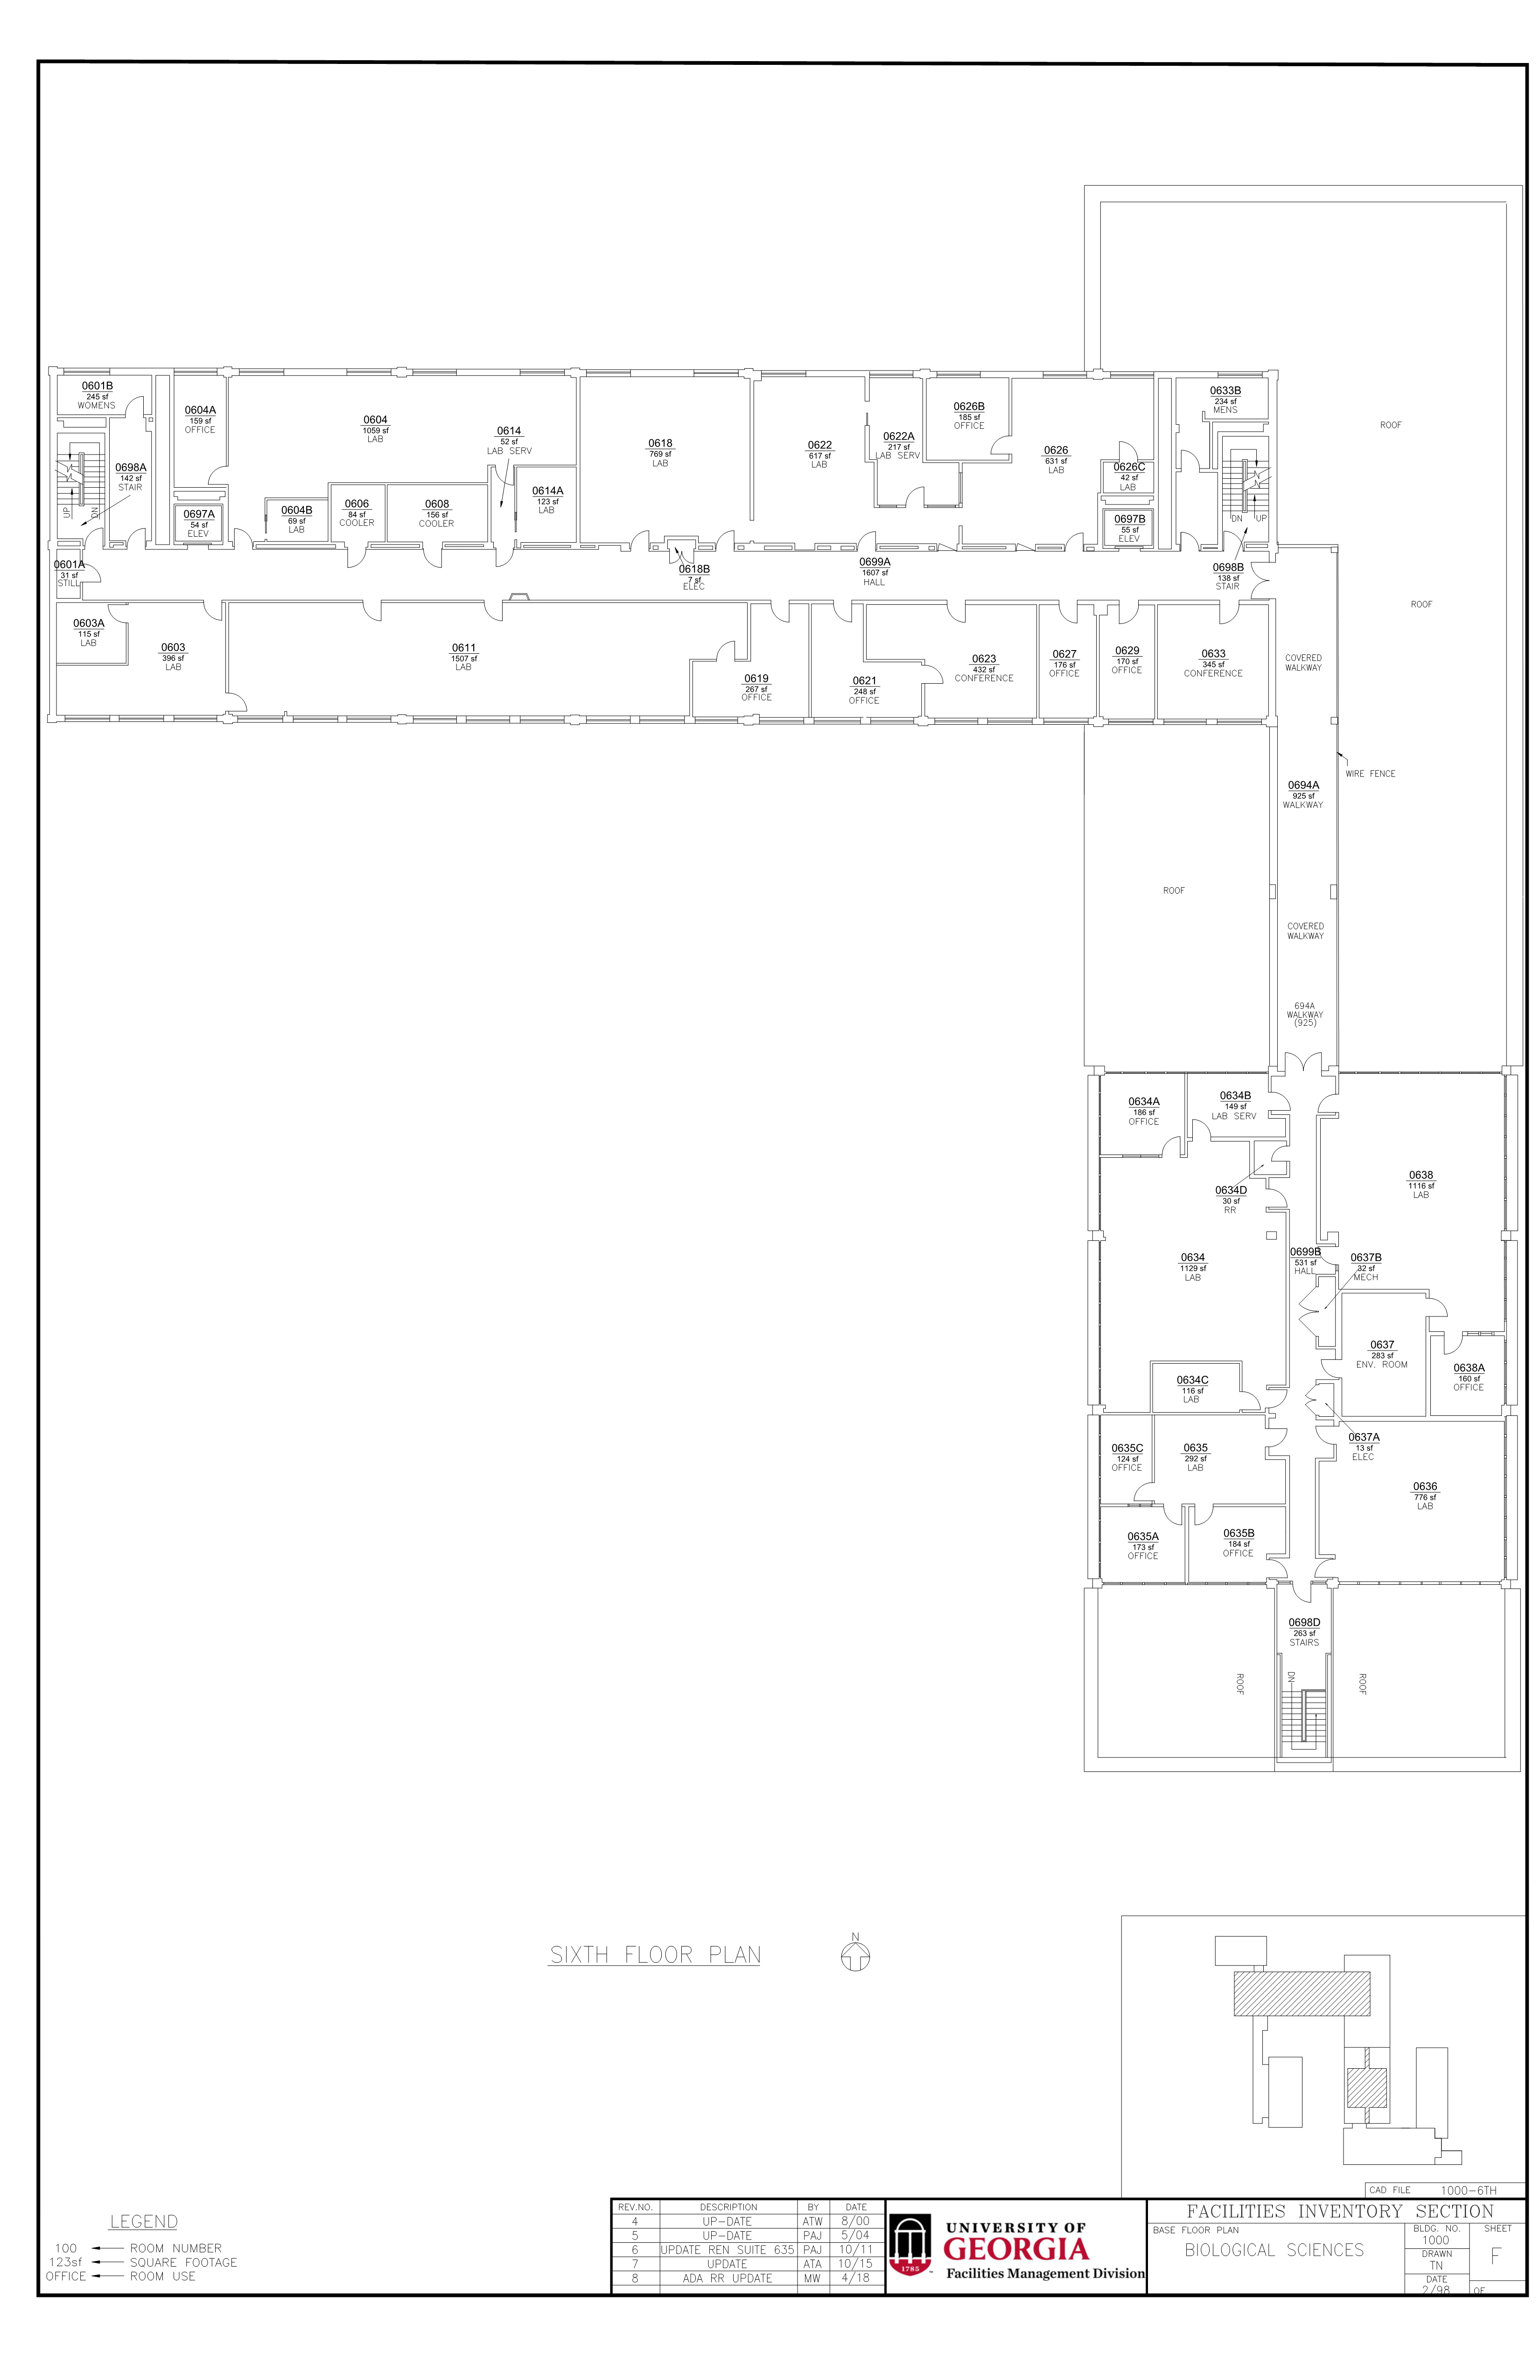 0601B
245 sf
WOMENS
0604A
159 sf
OFFICE
0604
1059 sf
LAB
0614
52 sf
LAB SERV
0618
769 sf
LAB
0622
617 sf
LAB
0622A
217 sf
LAB SERV
0626B
185 sf
OFFICE
0626
631 sf
LAB
0626C
42 sf
LAB
0633B
234 sf
MENS
ROOF
0698A
142 sf
STAIR
UP
DN
0697A
54 sf
ELEV
0604B
69 sf
LAB
0606
84 sf
COOLER
0608
156 sf
COOLER
0614A
123 sf
LAB
0697B
55 sf
ELEV
DN
UP
0601A
31 sf
STILL
0618B
7 sf
ELEC
0699A
1607 sf
HALL
0698B
138 sf
STAIR
ROOF
0603A
115 sf
LAB
0603
396 sf
LAB
0611
1507 sf
LAB
0619
267 sf
OFFICE
0621
248 sf
OFFICE
0623
432 sf
CONFERENCE
0627
176 sf
OFFICE
0629
170 sf
OFFICE
0633
345 sf
CONFERENCE
COVERED
WALKWAY
WIRE FENCE
0694A
925 sf
WALKWAY
ROOF
COVERED
WALKWAY
694A
WALKWAY
(925)
0634A
186 sf
OFFICE
0634B
149 sf
LAB SERV
0634D
30 sf
RR
0638
1116 sf
LAB
0634
1129 sf
LAB
0699B
531 sf
HALL
0637B
32 sf
MECH
0637
283 sf
ENV. ROOM
0638A
160 sf
OFFICE
0634C
116 sf
LAB
0637A
13 sf
ELEC
0635C
124 sf
OFFICE
0635
292 sf
LAB
0636
776 sf
LAB
0635A
173 sf
OFFICE
0635B
184 sf
OFFICE
0698D
263 sf
STAIRS
ROOF
DN
ROOF
SIXTH FLOOR PLAN
N
CAD FILE 1000-6TH
LEGEND
100 ROOM NUMBER
123sf SQUARE FOOTAGE
OFFICE ROOM USE
REV.NO. DESCRIPTION BY DATE
4 UP-DATE ATW 8/00
5 UP-DATE PAJ 5/04
6 UPDATE REN SUITE 635 PAJ 10/11
7 UPDATE ATA 10/15
8 ADA RR UPDATE MW 4/18
1785
UNIVERSITY OF
GEORGIA
Facilities Management Division
FACILITIES INVENTORY SECTION
BASE FLOOR PLAN
BIOLOGICAL SCIENCES
BLDG. NO.
1000
DRAWN
TN
DATE
2/98
SHEET
F
OF